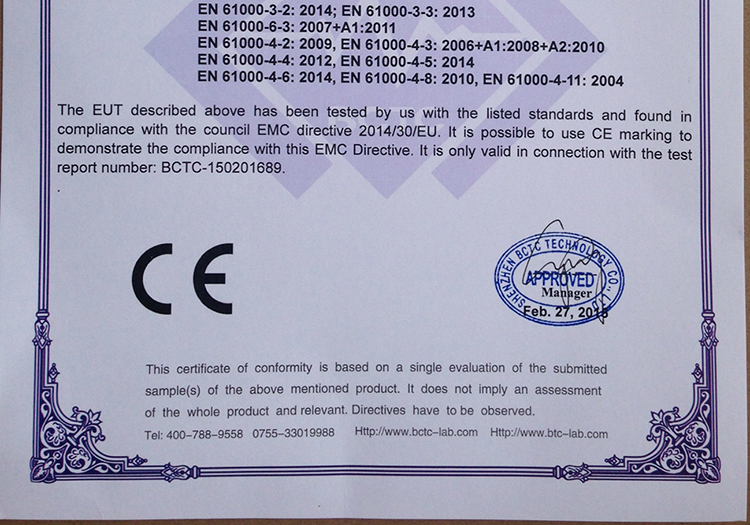 EN 61000-3-2: 2014; EN 61000-3-3: 2013
EN 61000-6-3: 2007+A1:2011
EN 61000-4-2: 2009, EN 61000-4-3: 2006+A1:2008+A2:2010
EN 61000-4-4: 2012, EN 61000-4-5: 2014
EN 61000-4-6: 2014, EN 61000-4-8: 2010, EN 61000-4-11: 2004
The EUT described above has been tested by us with the listed standards and found in
compliance with the council EMC directive 2014/30/EU. It is possible to use CE marking to
demonstrate the compliance with this EMC Directive. It is only valid in connection with the test
report number: BCTC-150201689.
CE
SHENZHEN BCTC TECHNOLOGY CO., LTD.
APPROVED
Manager
Feb. 27, 2015
This certificate of conformity is based on a single evaluation of the submitted
sample(s) of the above mentioned product. It does not imply an assessment
of the whole product and relevant. Directives have to be observed.
Tel: 400-788-9558 0755-33019988 Http://www.bctc-lab.com Http://www.btc-lab.com